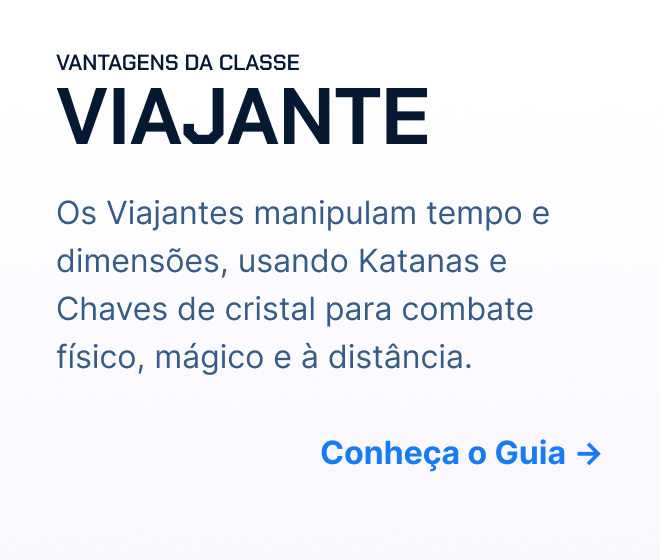 VANTAGENS DA CLASSE
VIAJANTE
Os Viajantes manipulam tempo e
dimensões, usando Katanas e
Chaves de cristal para combate
físico, mágico e à distância.
Conheça o Guia →